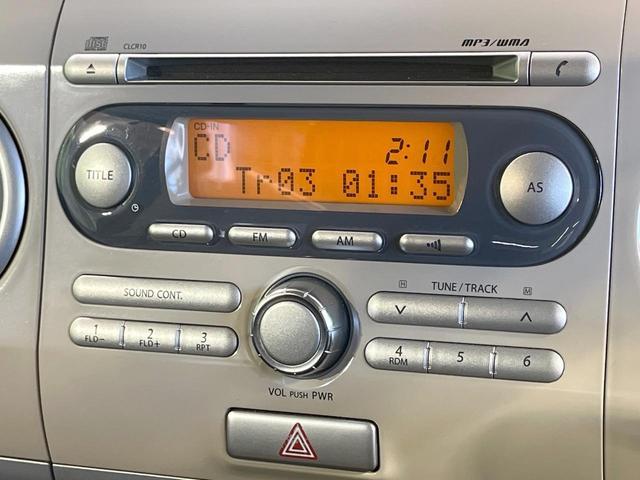 CLCR10 MP3/WMA
CD-IN
CD 2:11
Tr03 01:35
TITLE
AS
CD FM AM
SOUND CONT.
H TUNE/TRACK M
1 2 3
FLD- FLD+ RPT
4 5 6
RDM
VOL PUSH PWR